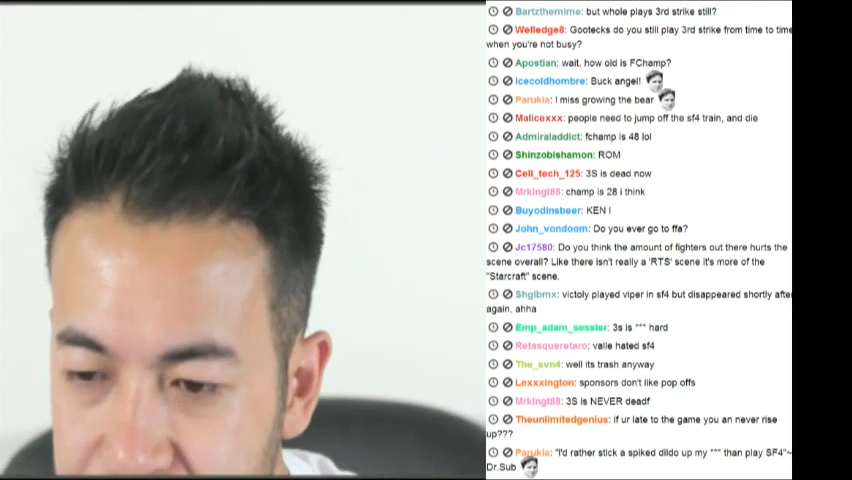 Bartzthemime: but whole plays 3rd strike still?
Welledge8: Gootecks do you still play 3rd strike from time to time
when you're not busy?
Apostian: wait, how old is FChamp?
Icecoldhombre: Buck angel!
Parukia: I miss growing the bear
Malicexxx: people need to jump off the sf4 train, and die
Admiraladdict: fchamp is 48 lol
Shinzobishamon: ROM
Cell_tech_125: 3S is dead now
Mrkingt88: champ is 28 i think
Buyodinsbeer: KEN I
John_vondoom: Do you ever go to ffa?
Jc17580: Do you think the amount of fighters out there hurts the
scene overall? Like there isn't really a 'RTS' scene it's more of the
"Starcraft" scene.
Shgibmx: victoly played viper in sf4 but disappeared shortly afte
again, ahha
Emp_adam_sessler: 3s is *** hard
Retasqueretaro: valle hated sf4
The_svn4: well its trash anyway
Lexxxington: sponsors don't like pop offs
Mrkingt88: 3S is NEVER deadf
Theunlimitedgenius: if ur late to the game you an never rise
up???
Parukia: "I'd rather stick a spiked dildo up my *** than play SF4"~
Dr.Sub